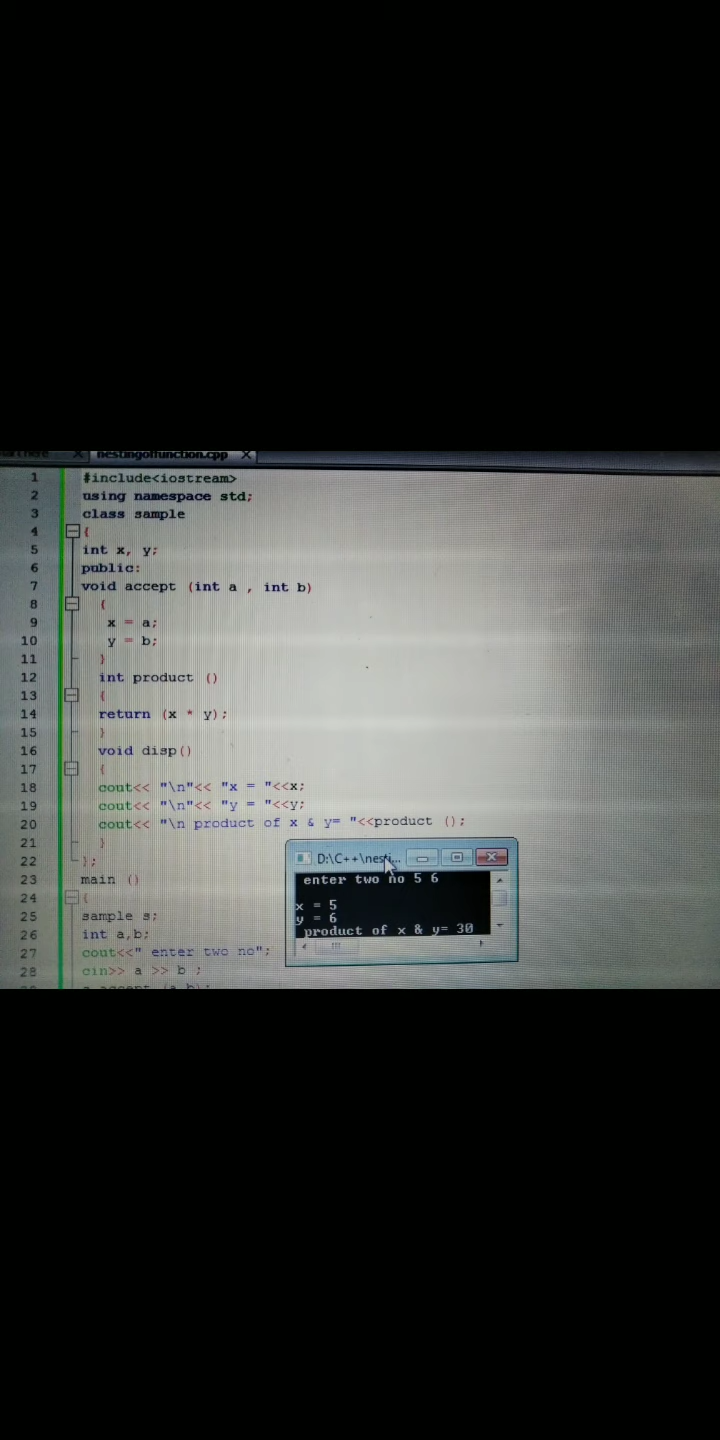 nestingoffunction.cpp
1 #include<iostream>
2 using namespace std;
3 class sample
4 {
5 int x, y;
6 public:
7 void accept (int a , int b)
8 {
9 x = a;
10 y = b;
11 }
12 int product ()
13 {
14 return (x * y);
15 }
16 void disp()
17 {
18 cout<< "\n"<< "x = "<<x;
19 cout<< "\n"<< "y = "<<y;
20 cout<< "\n product of x & y= "<<product ();
21 }
22 };
23 main ()
24 {
25 sample s;
26 int a,b;
27 cout<<" enter two no";
28 cin>> a >> b ;
D:\C++\nesti...
enter two no 5 6
x = 5
y = 6
product of x & y= 30